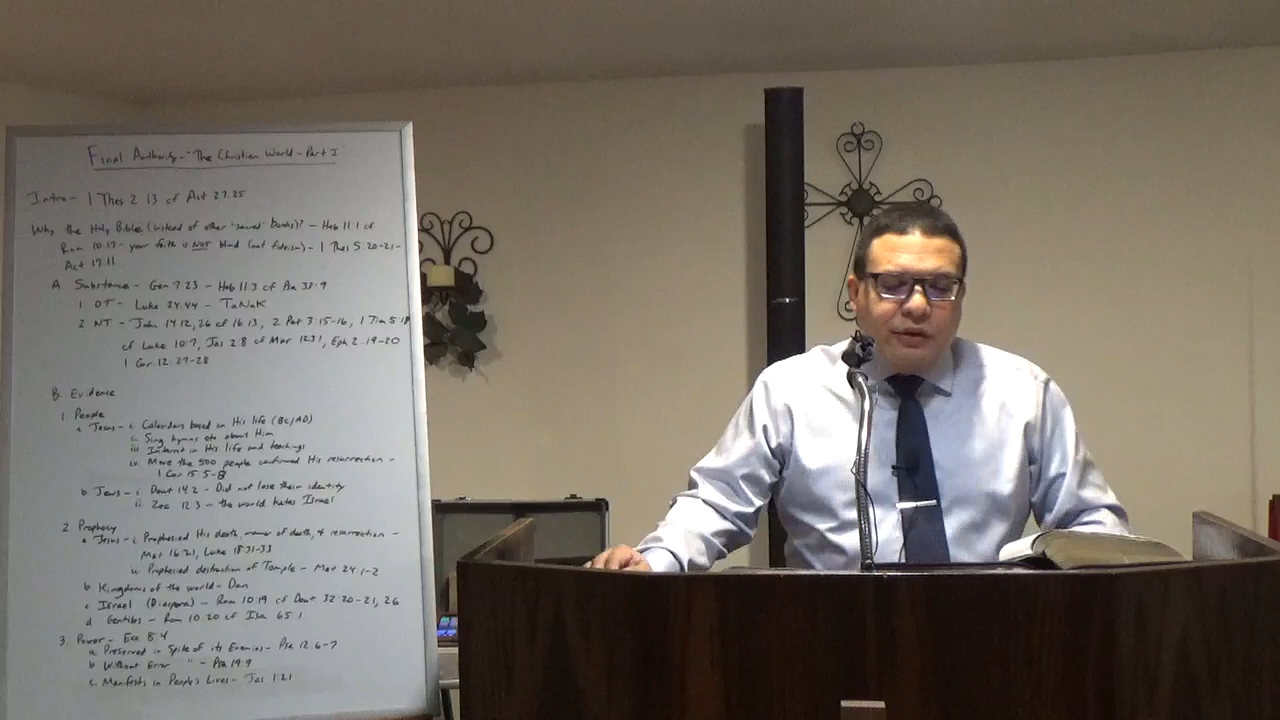 Final Authority - "The Christian World - Part I
Intro - 1 Thes 2 13 cf Act 27.25
Why the Holy Bible (instead of other "sacred" books)? - Heb 11.1 cf
Rom 10.17 - your faith is NOT blind (not fideism) - 1 Thes 5 20-21 -
Act 17.11
A Substance - Gen 7.23 - Heb 11.3 cf Psa 33.9
1 OT - Luke 24.44 - TaNaK
2 NT - John 14 12, 26 cf 16 13, 2 Pet 3.15-16, 1 Tim 5 18
cf Luke 10.7, Jas 2.8 cf Mar 12 31, Eph 2.19-20
1 Cor 12.27-28
B. Evidence
1 People
a Jesus - i. Calendars based on His life (BC/AD)
ii. Sing hymns etc about Him
iii Interest in His life and teachings
iv. More the 500 people confirmed His resurrection -
1 Cor 15.5-8
b Jews - i. Deut 14.2 - Did not lose their identity
ii. Zec 12.3 - the world hates Israel
2 Prophecy
a Jesus - i. Prophesied His death, manner of death, & resurrection -
Mat 16.21, Luke 18 31-33
ii Prophesied destruction of Temple - Mat 24.1-2
b Kingdoms of the world - Dan
c Israel (Diaspora) - Rom 10.19 cf Deut 32.20-21, 26
d Gentiles - Rom 10.20 cf Isa 65.1
3. Power - Ecc 8.4
a Preserved in Spite of its Enemies - Psa 12.6-7
b Without Error " - Psa 19.9
c. Manifests in People's Lives - Jas 1.21